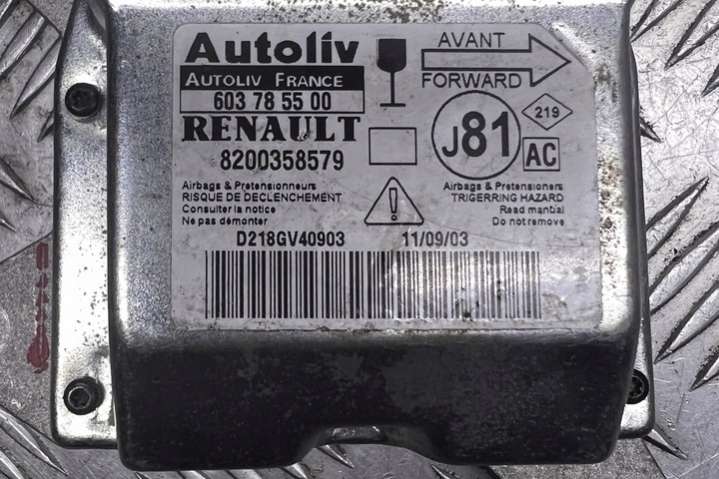 Autoliv
AUTOLIV FRANCE
603 78 55 00
RENAULT
8200358579
AVANT
FORWARD
J81
219
AC
Airbags & Pretensionneurs
RISQUE DE DECLENCHEMENT
Consulter la notice
Ne pas démonter
Airbags & Pretensioners
TRIGERRING HAZARD
Read manual
Do not remove
D218GV40903 11/09/03